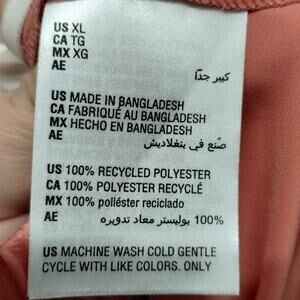 US XL
CA TG
MX XG
AE
كبير جدًا
US MADE IN BANGLADESH
CA FABRIQUÉ AU BANGLADESH
MX HECHO EN BANGLADESH
AE
صُنع في بنغلاديش
US 100% RECYCLED POLYESTER
CA 100% POLYESTER RECYCLÉ
MX 100% poliéster reciclado
AE
100% بوليستر معاد تدويره
US MACHINE WASH COLD GENTLE
CYCLE WITH LIKE COLORS. ONLY